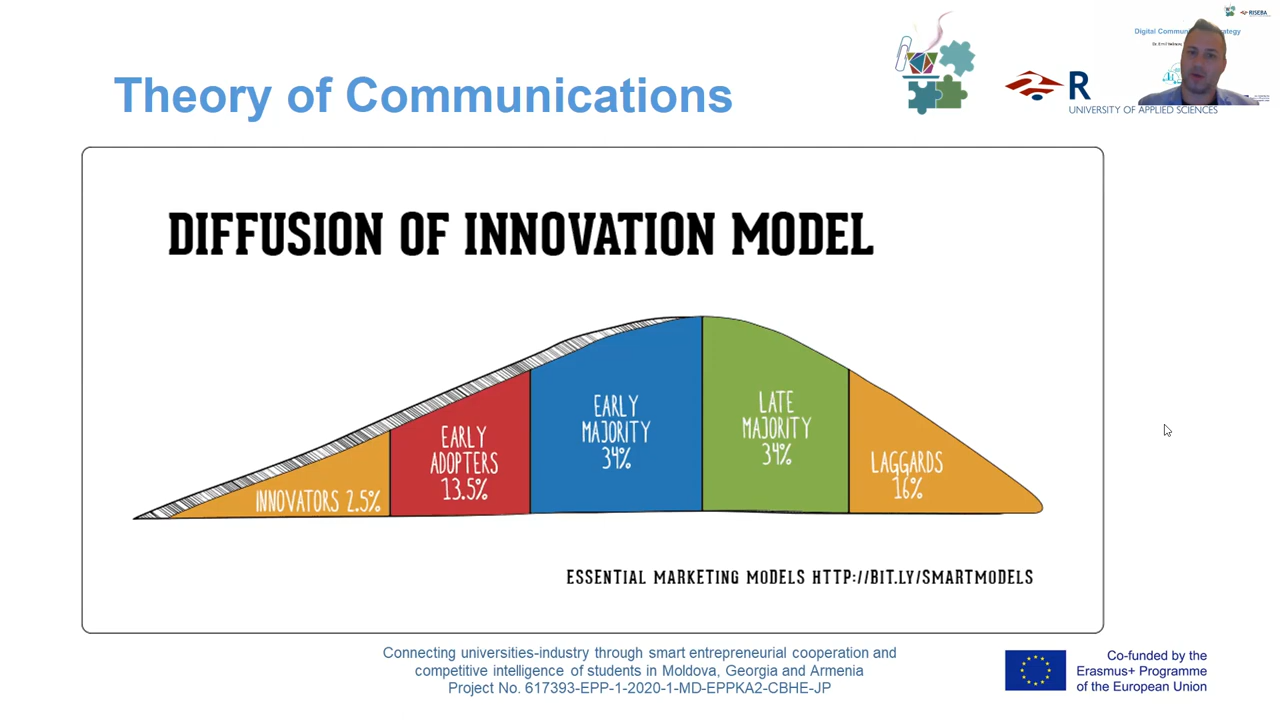 Theory of Communications
R
UNIVERSITY OF APPLIED SCIENCES
RISEBA
DIFFUSION OF INNOVATION MODEL
INNOVATORS 2.5%
EARLY
ADOPTERS
13.5%
EARLY
MAJORITY
34%
LATE
MAJORITY
34%
LAGGARDS
16%
ESSENTIAL MARKETING MODELS HTTP://BIT.LY/SMARTMODELS
Connecting universities-industry through smart entrepreneurial cooperation and
competitive intelligence of students in Moldova, Georgia and Armenia
Project No. 617393-EPP-1-2020-1-MD-EPPKA2-CBHE-JP
Co-funded by the
Erasmus+ Programme
of the European Union